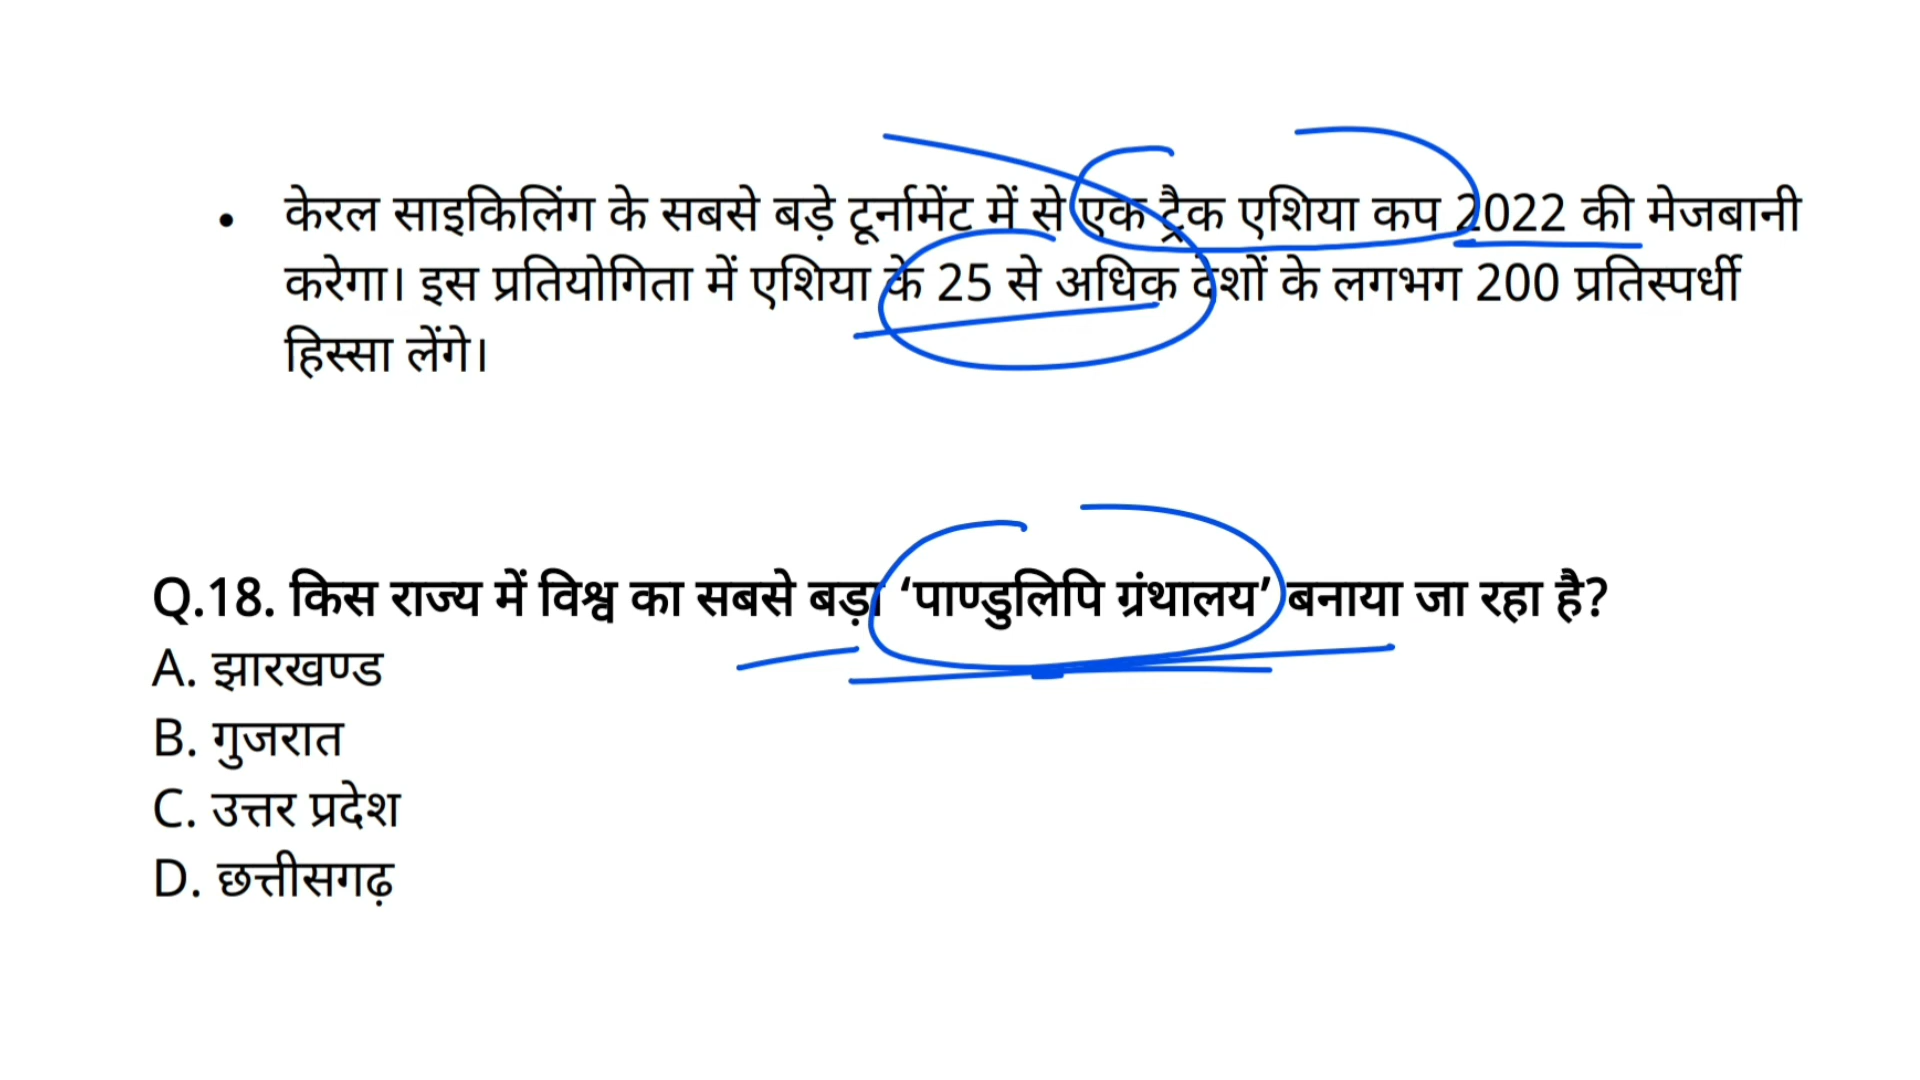 • केरल साइकिलिंग के सबसे बड़े टूर्नामेंट में से एक ट्रैक एशिया कप 2022 की मेजबानी
करेगा। इस प्रतियोगिता में एशिया के 25 से अधिक देशों के लगभग 200 प्रतिस्पर्धी
हिस्सा लेंगे।
Q.18. किस राज्य में विश्व का सबसे बड़ा ‘पाण्डुलिपि ग्रंथालय’ बनाया जा रहा है?
A. झारखण्ड
B. गुजरात
C. उत्तर प्रदेश
D. छत्तीसगढ़